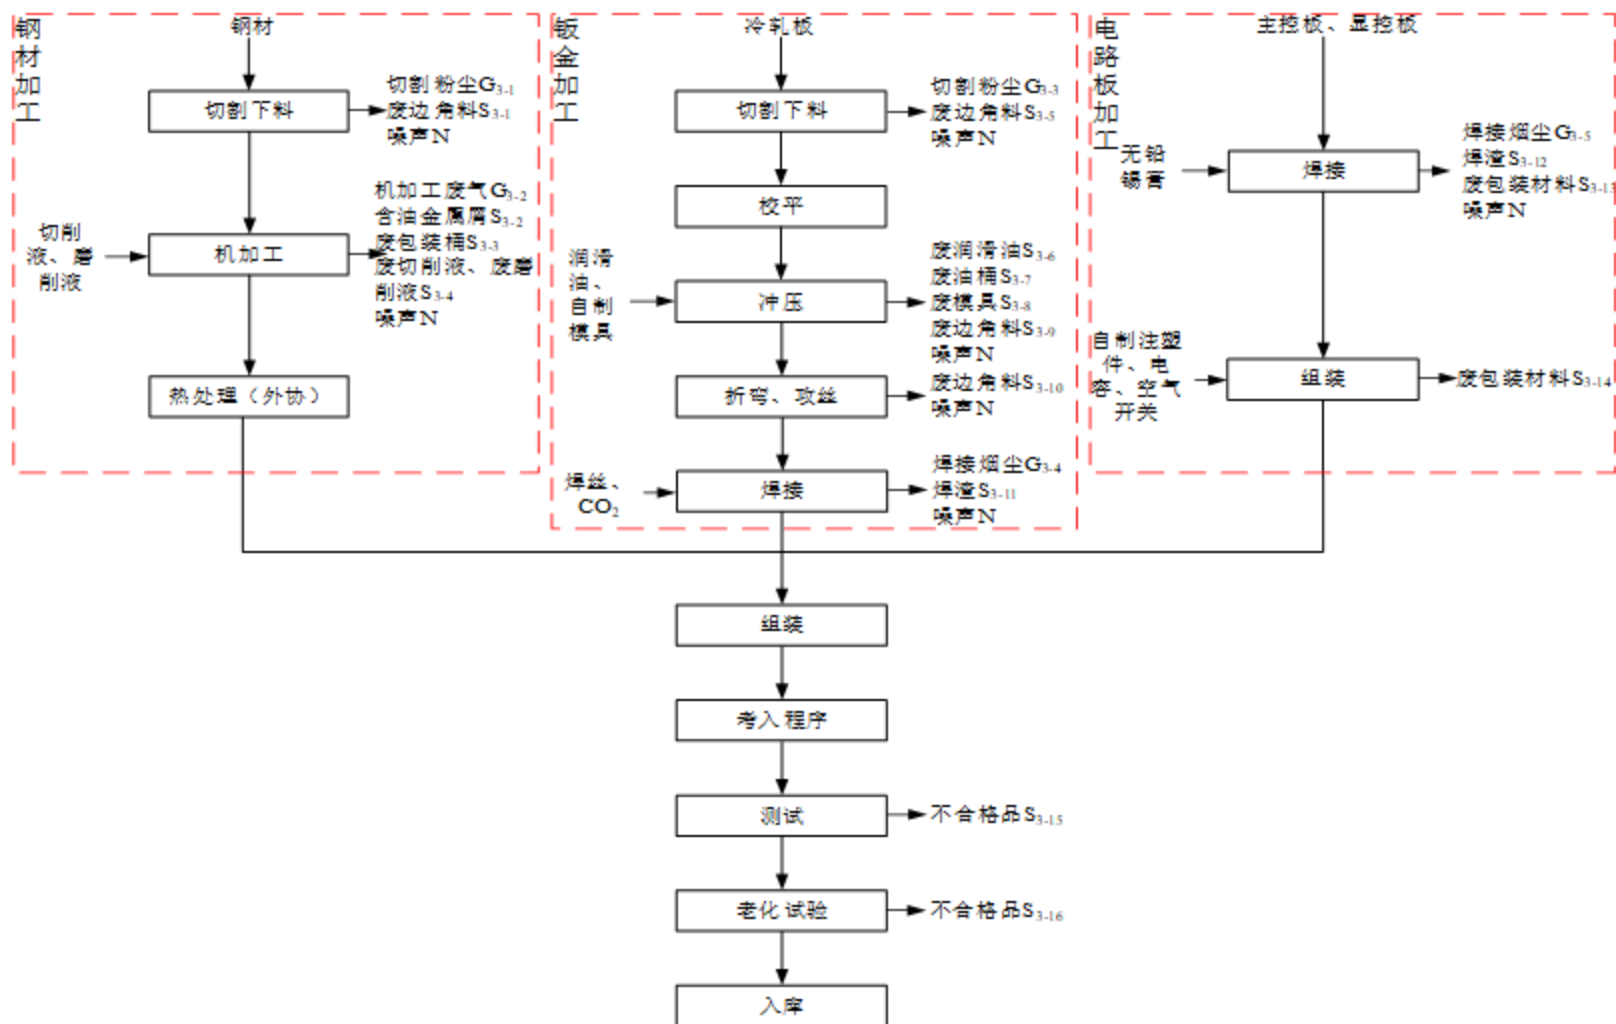 钢材加工
钢材
切割下料
切割粉尘G3-1
废边角料S3-1
噪声N
切削
液、磨
削液
机加工
机加工废气G3-2
含油金属屑S3-2
废包装桶S3-3
废切削液、废磨
削液S3-4
噪声N
热处理（外协）
钣金加工
冷轧板
切割下料
切割粉尘G3-3
废边角料S3-5
噪声N
校平
润滑
油、
自制
模具
冲压
废润滑油S3-6
废油桶S3-7
废模具S3-8
废边角料S3-9
噪声N
折弯、攻丝
废边角料S3-10
噪声N
焊丝、
CO2
焊接
焊接烟尘G3-4
焊渣S3-11
噪声N
电路板加工
主控板、显控板
无铅
锡膏
焊接
焊接烟尘G3-5
焊渣S3-12
废包装材料S3-13
噪声N
自制注塑
件、电
容、空气
开关
组装
废包装材料S3-14
组装
考入程序
测试
不合格品S3-15
老化试验
不合格品S3-16
入库